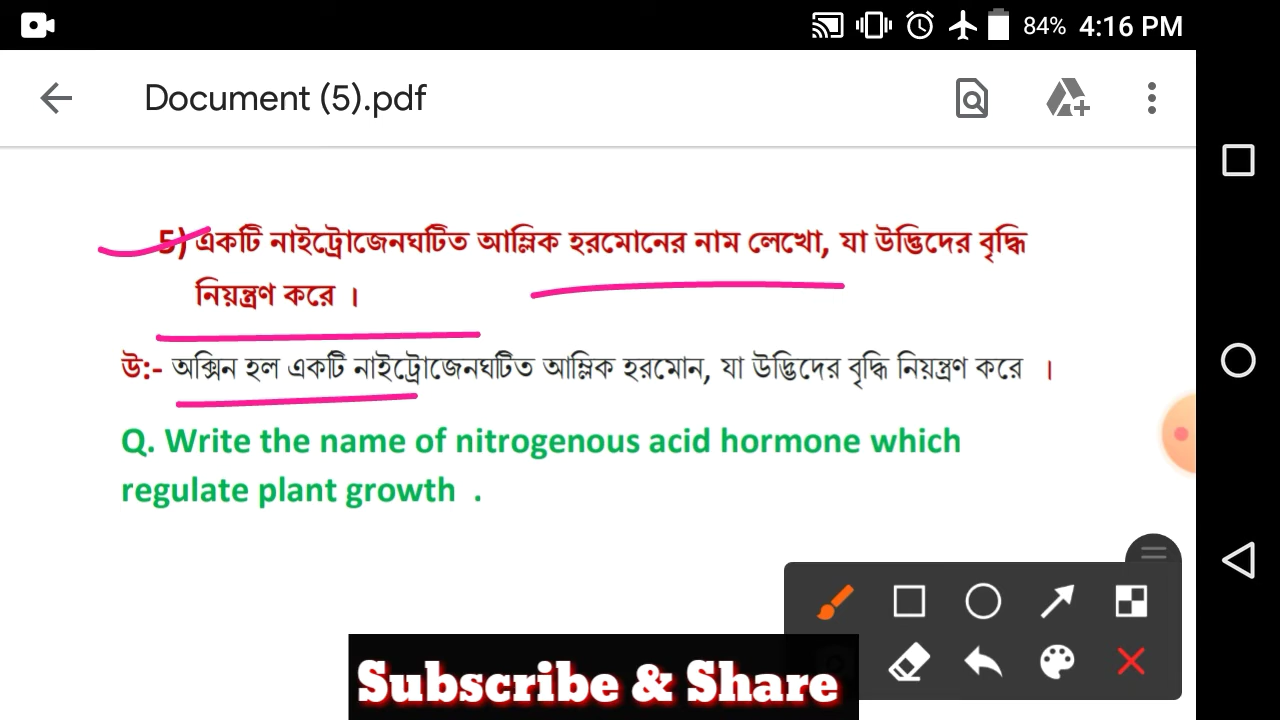 84% 4:16 PM
Document (5).pdf
5) একটি নাইট্রোজেনঘটিত আম্লিক হরমোনের নাম লেখো, যা উদ্ভিদের বৃদ্ধি
নিয়ন্ত্রণ করে ।
উ:- অক্সিন হল একটি নাইট্রোজেনঘটিত আম্লিক হরমোন, যা উদ্ভিদের বৃদ্ধি নিয়ন্ত্রণ করে ।
Q. Write the name of nitrogenous acid hormone which
regulate plant growth .
Subscribe & Share